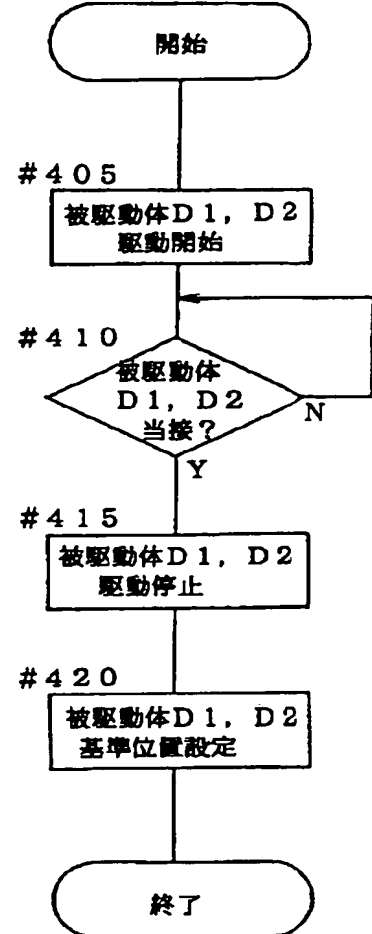 開始
#405
被駆動体D1, D2
駆動開始
#410
被駆動体
D1, D2
当接?
N
Y
#415
被駆動体D1, D2
駆動停止
#420
被駆動体D1, D2
基準位置設定
終了